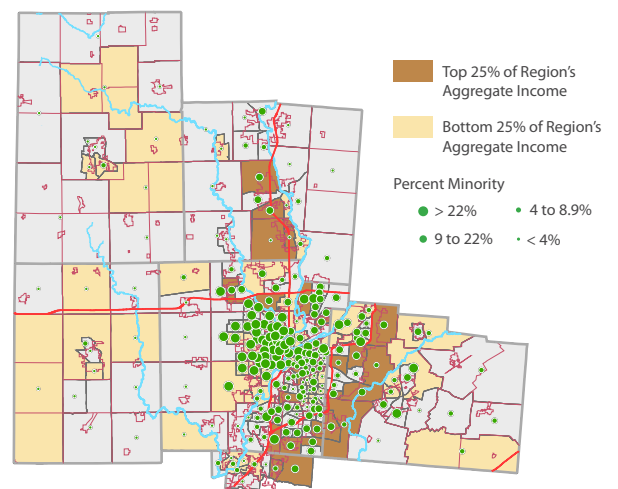 Top 25% of Region's
Aggregate Income
Bottom 25% of Region's
Aggregate Income
Percent Minority
> 22%
4 to 8.9%
9 to 22%
< 4%